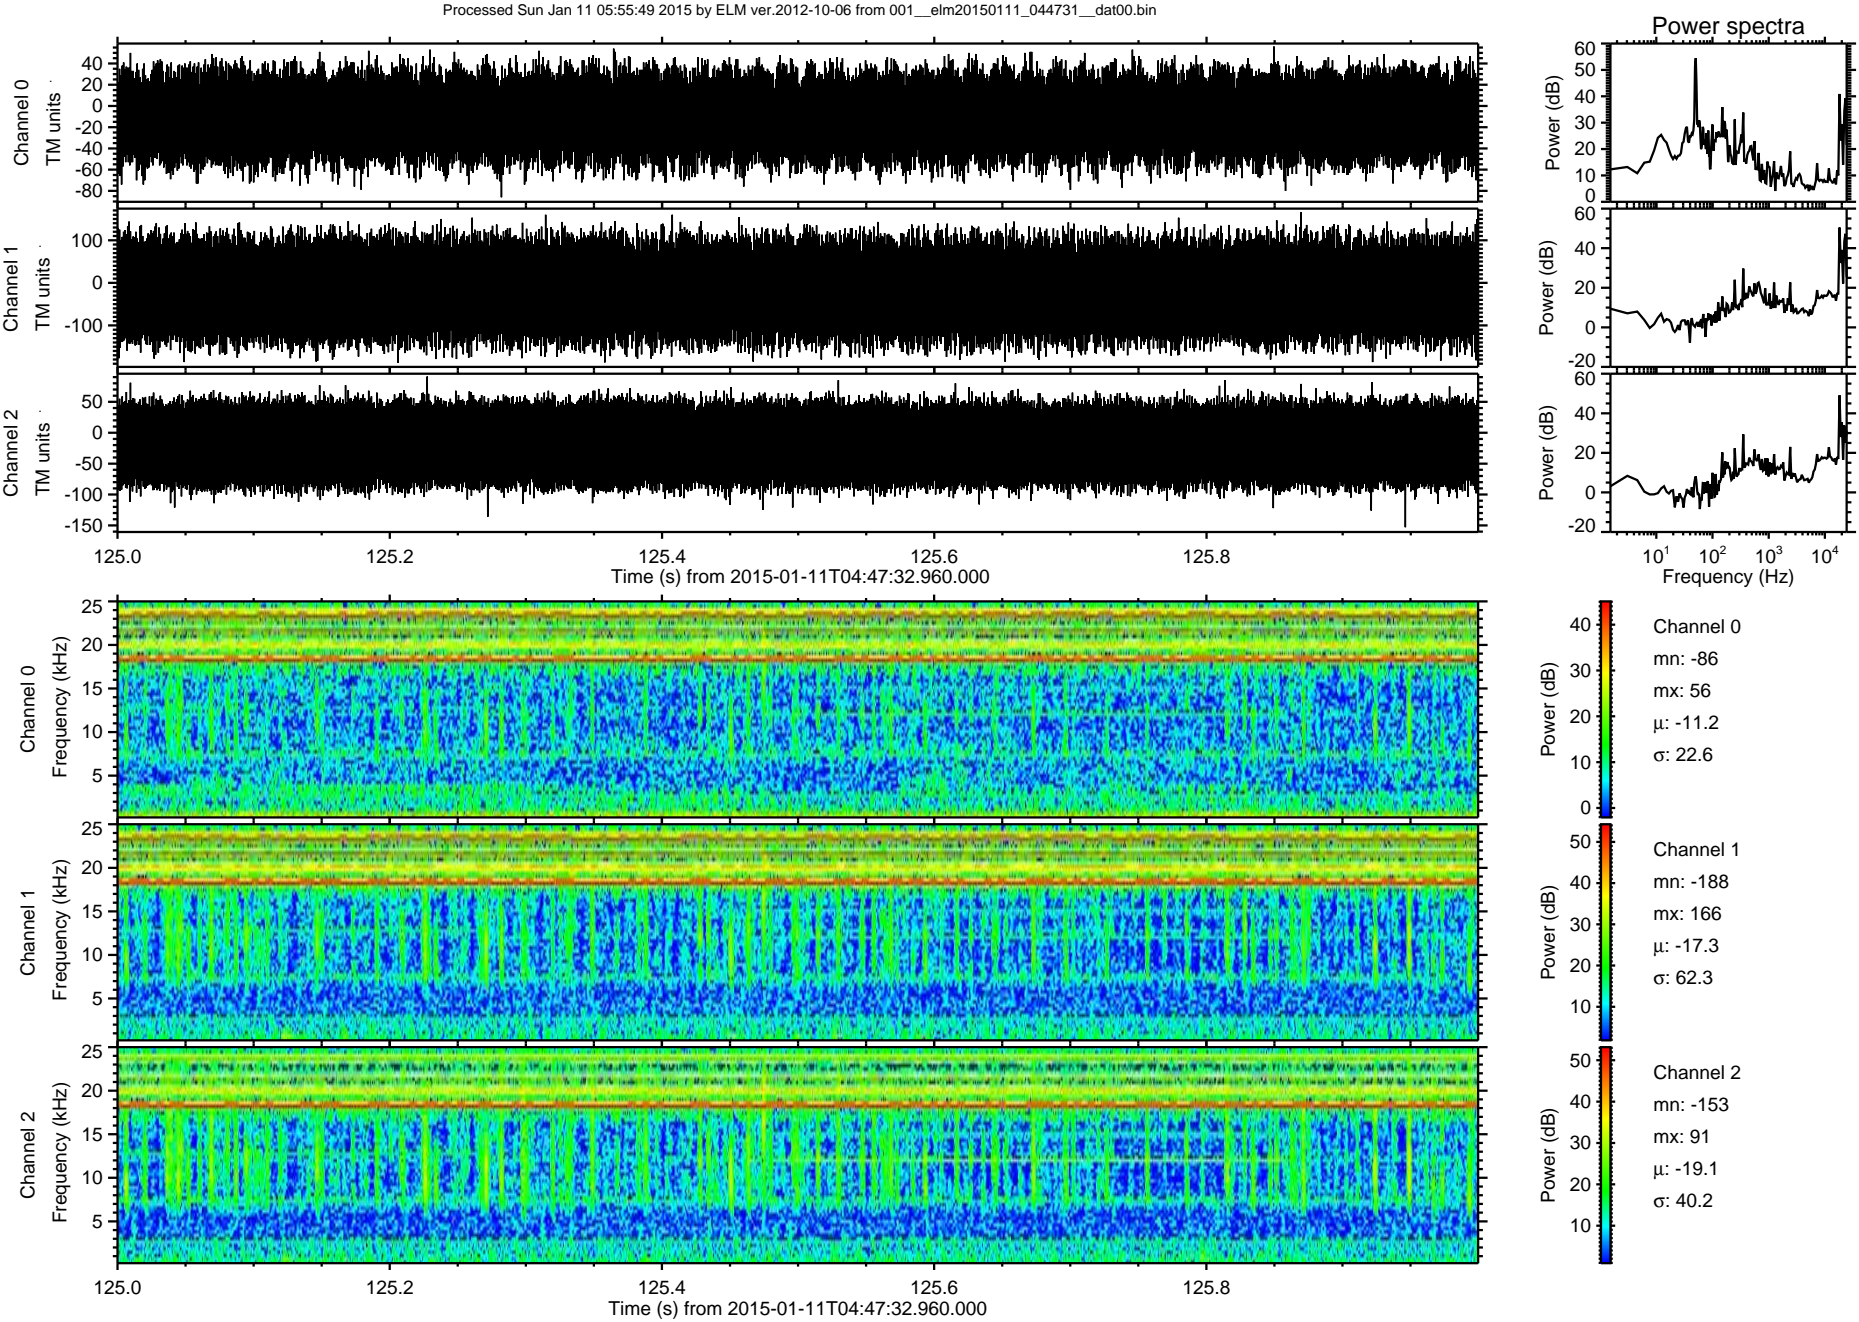 Processed Sun Jan 11 05:55:49 2015 by ELM ver.2012-10-06 from 001__elm20150111_044731__dat00.bin
Power spectra
Channel 0
TM units
40
20
0
-20
-40
-60
-80
Power (dB)
60
50
40
30
20
10
0
Channel 1
TM units
100
0
-100
Power (dB)
60
40
20
0
-20
Channel 2
TM units
50
0
-50
-100
-150
Power (dB)
60
40
20
0
-20
125.0 125.2 125.4 125.6 125.8
Time (s) from 2015-01-11T04:47:32.960.000
10¹ 10² 10³ 10⁴
Frequency (Hz)
Channel 0
Frequency (kHz)
25
20
15
10
5
Power (dB)
40
30
20
10
0
Channel 0
mn: -86
mx: 56
µ: -11.2
σ: 22.6
Channel 1
Frequency (kHz)
25
20
15
10
5
Power (dB)
50
40
30
20
10
Channel 1
mn: -188
mx: 166
µ: -17.3
σ: 62.3
Channel 2
Frequency (kHz)
25
20
15
10
5
Power (dB)
50
40
30
20
10
Channel 2
mn: -153
mx: 91
µ: -19.1
σ: 40.2
125.0 125.2 125.4 125.6 125.8
Time (s) from 2015-01-11T04:47:32.960.000